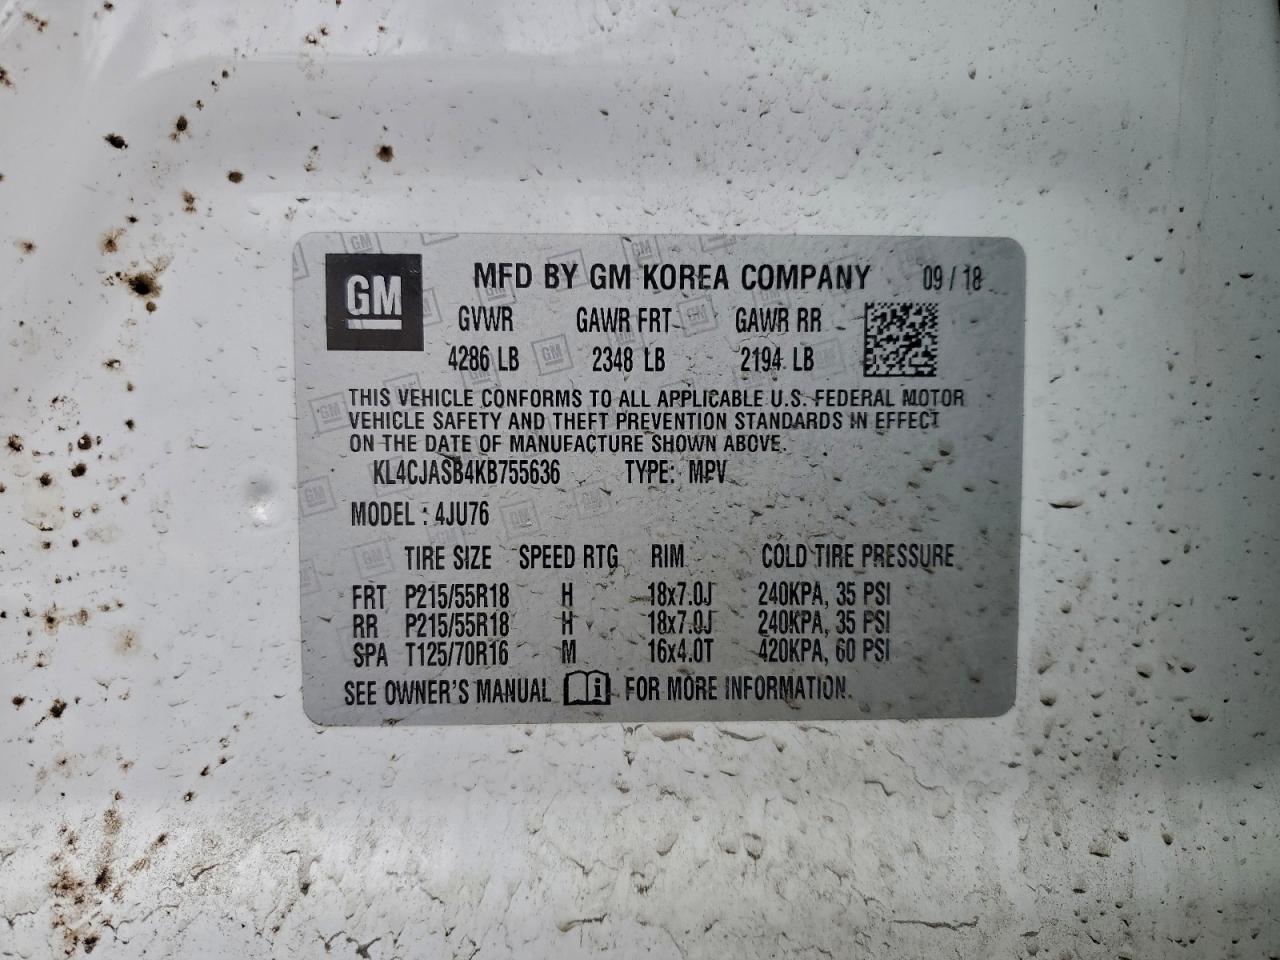 GM
MFD BY GM KOREA COMPANY 09/18
GVWR GAWR FRT GAWR RR
4286 LB 2348 LB 2194 LB
THIS VEHICLE CONFORMS TO ALL APPLICABLE U.S. FEDERAL MOTOR
VEHICLE SAFETY AND THEFT PREVENTION STANDARDS IN EFFECT
ON THE DATE OF MANUFACTURE SHOWN ABOVE.
KL4CJASB4KB755636 TYPE: MPV
MODEL : 4JU76
TIRE SIZE SPEED RTG RIM COLD TIRE PRESSURE
FRT P215/55R18 H 18x7.0J 240KPA, 35 PSI
RR P215/55R18 H 18x7.0J 240KPA, 35 PSI
SPA T125/70R16 M 16x4.0T 420KPA, 60 PSI
SEE OWNER'S MANUAL i FOR MORE INFORMATION.